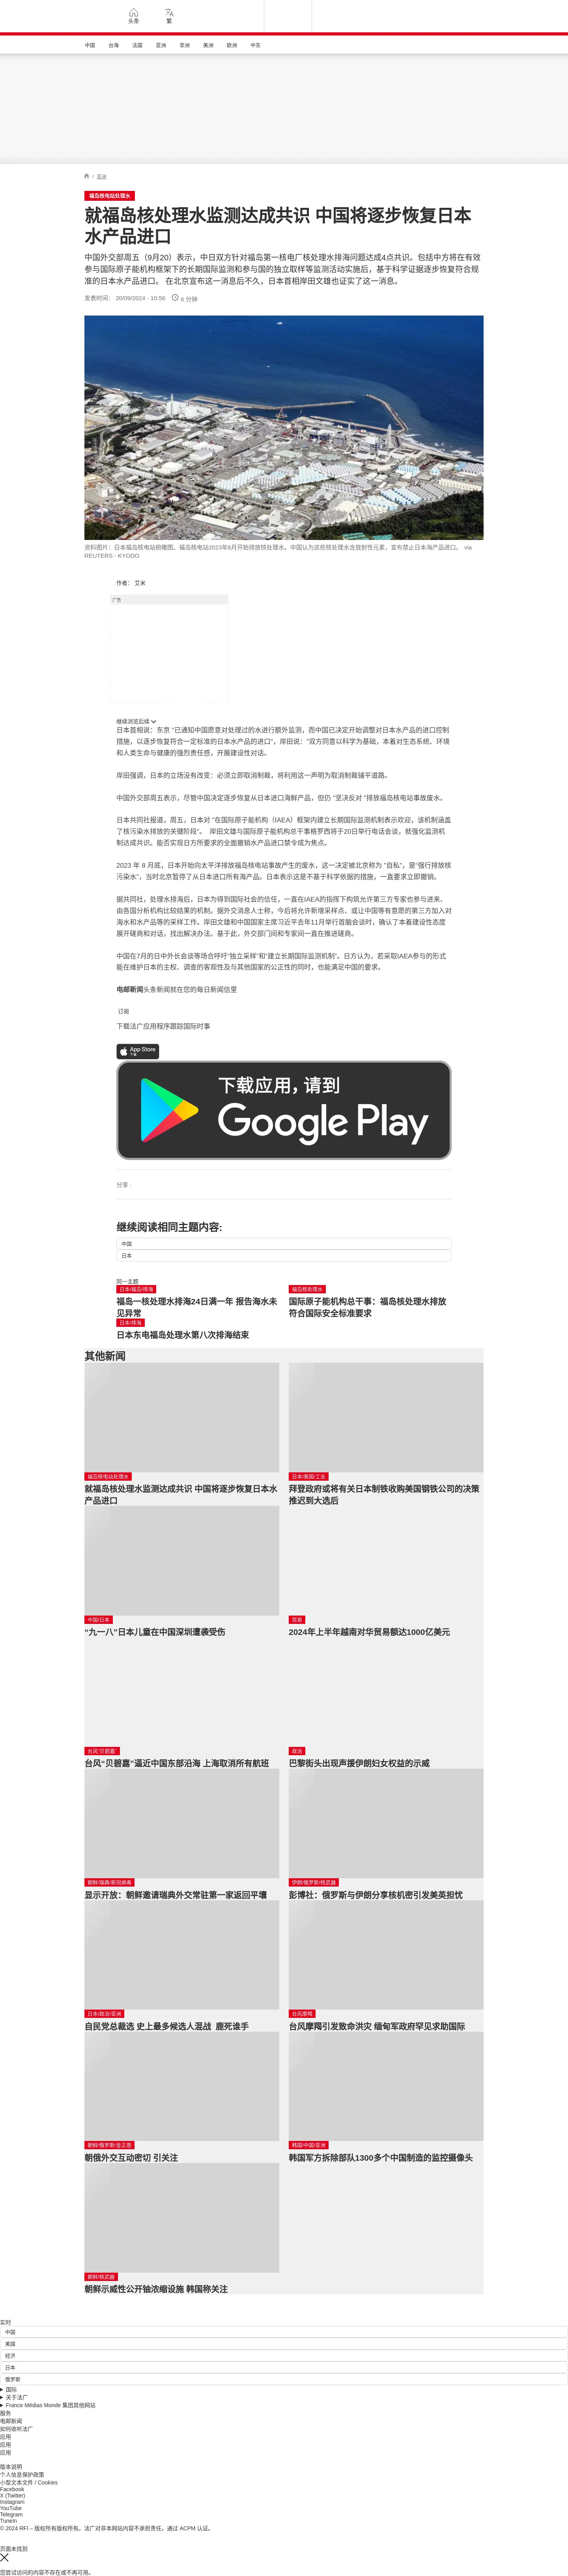 头条
繁
中国
台海
法国
亚洲
非洲
美洲
欧洲
中东
/ 亚洲
福岛核电站处理水
就福岛核处理水监测达成共识 中国将逐步恢复日本
水产品进口
中国外交部周五（9月20）表示，中日双方针对福岛第一核电厂核处理水排海问题达成4点共识。包括中方将在有效
参与国际原子能机构框架下的长期国际监测和参与国的独立取样等监测活动实施后，基于科学证据逐步恢复符合规
准的日本水产品进口。 在北京宣布这一消息后不久，日本首相岸田文雄也证实了这一消息。
发表时间： 20/09/2024 - 10:56
6 分钟
资料图片：日本福岛核电站俯瞰图。福岛核电站2023年8月开始排放核处理水。中国认为这些核处理水含放射性元素，宣布禁止日本海产品进口。 via
REUTERS - KYODO
作者： 艾米
广告
继续浏览后续
日本首相说：东京 "已通知中国愿意对处理过的水进行额外监测，而中国已决定开始调整对日本水产品的进口控制
措施，以逐步恢复符合一定标准的日本水产品的进口"，岸田说："双方同意以科学为基础，本着对生态系统、环境
和人类生命与健康的强烈责任感，开展建设性对话。
岸田强调，日本的立场没有改变：必须立即取消制裁，将利用这一声明为取消制裁铺平道路。
中国外交部周五表示，尽管中国决定逐步恢复从日本进口海鲜产品，但仍 "坚决反对 "排放福岛核电站事故废水。
日本共同社报道，周五，日本对 "在国际原子能机构（IAEA）框架内建立长期国际监测机制表示欢迎，该机制涵盖
了核污染水排放的关键阶段"。 岸田文雄与国际原子能机构总干事格罗西将于20日举行电话会谈，就强化监测机
制达成共识。能否实现日方所要求的全面撤销水产品进口禁令成为焦点。
2023 年 8 月底，日本开始向太平洋排放福岛核电站事故产生的废水，这一决定被北京称为 "自私"，是"强行排放核
污染水"，当时北京暂停了从日本进口所有海产品。日本表示这是不基于科学依据的措施，一直要求立即撤销。
据共同社，处理水排海后，日本为得到国际社会的信任，一直在IAEA的指挥下构筑允许第三方专家也参与进来、
由各国分析机构比较结果的机制。据外交消息人士称，今后将允许新增采样点、或让中国等有意愿的第三方加入对
海水和水产品等的采样工作。岸田文雄和中国国家主席习近平去年11月举行首脑会谈时，确认了本着建设性态度
展开磋商和对话，找出解决办法。基于此，外交部门间和专家间一直在推进磋商。
中国在7月的日中外长会谈等场合呼吁"独立采样"和"建立长期国际监测机制"。日方认为，若采取IAEA参与的形式
能在维护日本的主权、调查的客观性及与其他国家的公正性的同时，也能满足中国的要求。
电邮新闻头条新闻就在您的每日新闻信里
订阅
下载法广应用程序跟踪国际时事
App Store
下载
下载应用，请到
Google Play
分享 :
继续阅读相同主题内容:
中国
日本
同一主题
日本/福岛/排海
福岛一核处理水排海24日满一年 报告海水未
见异常
福岛核处理水
国际原子能机构总干事：福岛核处理水排放
符合国际安全标准要求
日本/排海
日本东电福岛处理水第八次排海结束
其他新闻
福岛核电站处理水
就福岛核处理水监测达成共识 中国将逐步恢复日本水
产品进口
日本/美国/工业
拜登政府或将有关日本制铁收购美国钢铁公司的决策
推迟到大选后
中国/日本
“九一八”日本儿童在中国深圳遭袭受伤
贸易
2024年上半年越南对华贸易额达1000亿美元
台风“贝碧嘉”
台风“贝碧嘉”逼近中国东部沿海 上海取消所有航班
政治
巴黎街头出现声援伊朗妇女权益的示威
朝鲜/瑞典/新冠病毒
显示开放：朝鲜邀请瑞典外交常驻第一家返回平壤
伊朗/俄罗斯/核武器
彭博社：俄罗斯与伊朗分享核机密引发美英担忧
日本/政治/亚洲
自民党总裁选 史上最多候选人混战 鹿死谁手
台风摩羯
台风摩羯引发致命洪灾 缅甸军政府罕见求助国际
朝鲜/俄罗斯/金正恩
朝俄外交互动密切 引关注
韩国/中国/亚洲
韩国军方拆除部队1300多个中国制造的监控摄像头
朝鲜/核武器
朝鲜示威性公开铀浓缩设施 韩国称关注
实时
中国
美国
经济
日本
俄罗斯
国际
关于法广
France Médias Monde 集团其他网站
服务
电邮新闻
如何收听法广
应用
应用
应用
版本说明
个人信息保护政策
小型文本文件 / Cookies
Facebook
X (Twitter)
Instagram
YouTube
Telegram
TuneIn
© 2024 RFI – 版权所有版权所有。法广对非本网站内容不承担责任。通过 ACPM 认证。
页面未找到
您尝试访问的内容不存在或不再可用。